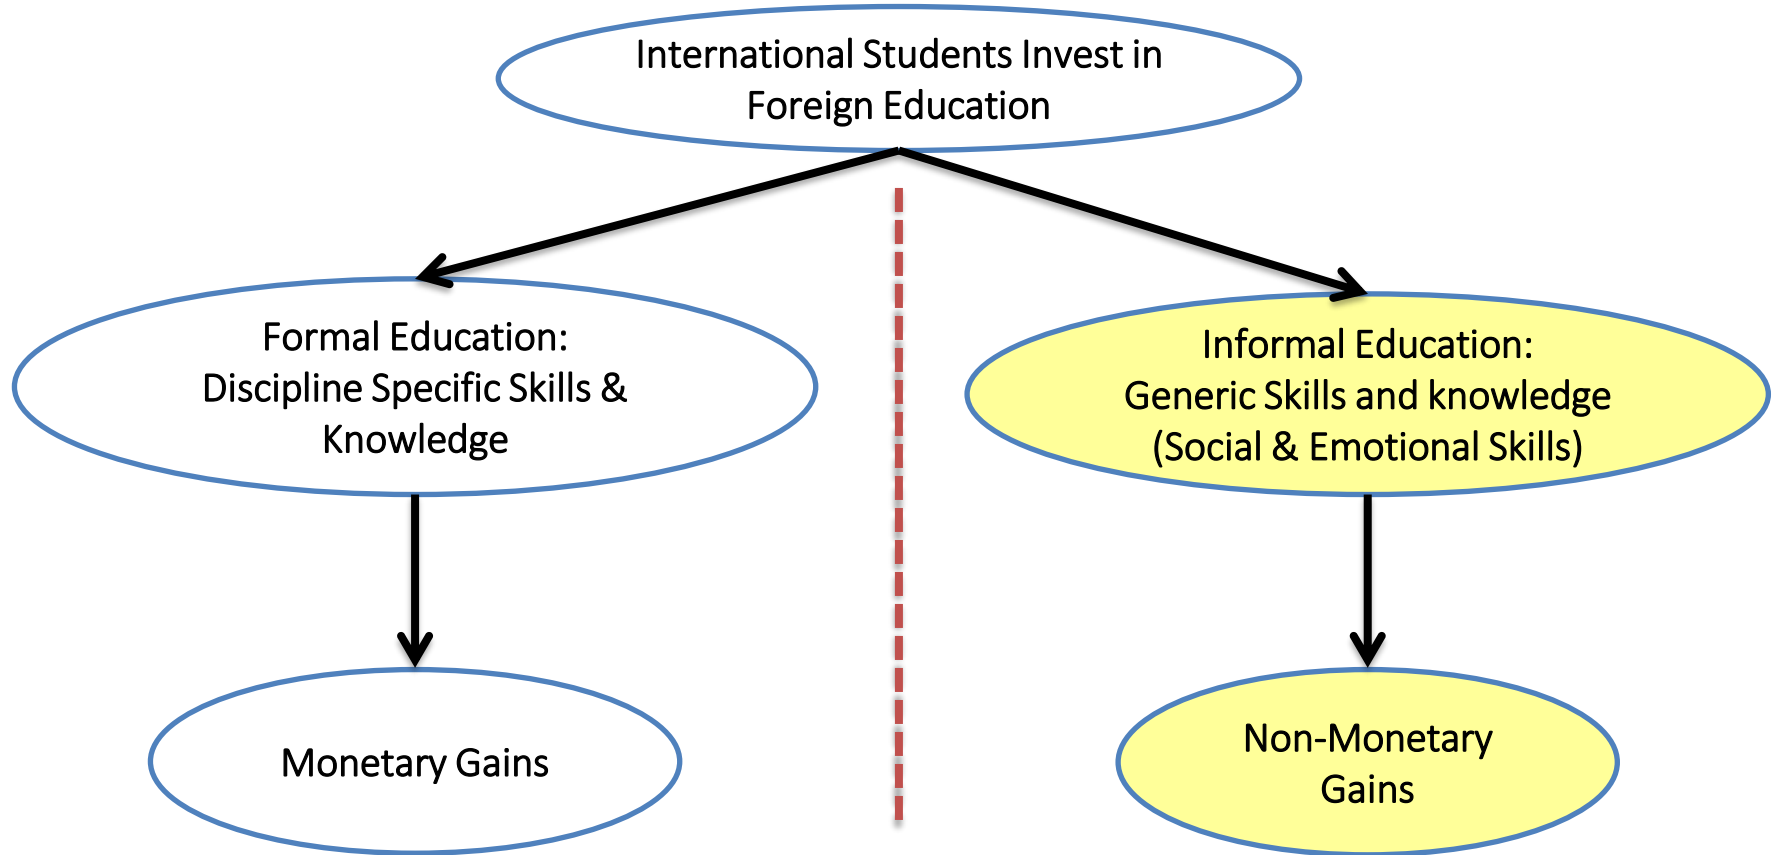 International Students Invest in
Foreign Education
Formal Education:
Discipline Specific Skills &
Knowledge
Informal Education:
Generic Skills and knowledge
(Social & Emotional Skills)
Monetary Gains
Non-Monetary
Gains